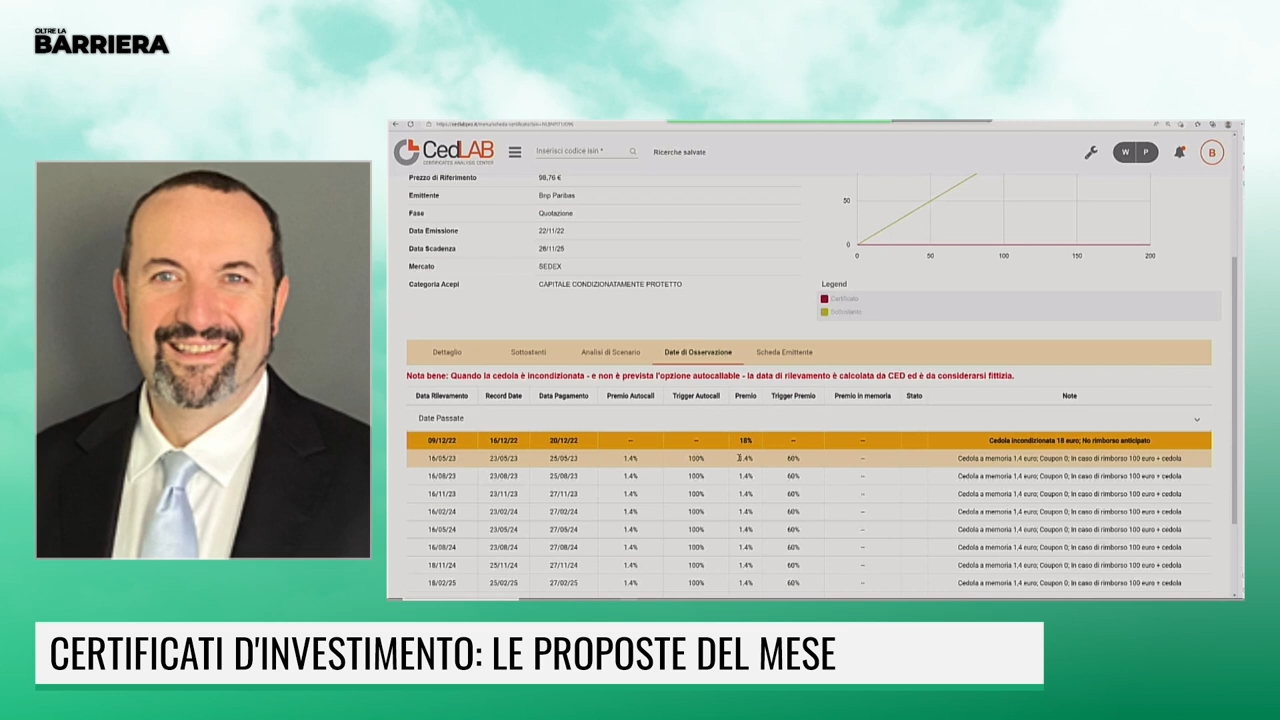 OLTRE LA
BARRIERA
CedLAB
CERTIFICATES ANALYSIS CENTER
Inserisci codice isin *
Ricerche salvate
W P
B
Prezzo di Riferimento 98,76 €
Emittente Bnp Paribas
Fase Quotazione
Data Emissione 22/11/22
Data Scadenza 26/11/25
Mercato SEDEX
Categoria Acepi CAPITALE CONDIZIONATAMENTE PROTETTO
50
0
0 50 100 150 200
Legend
Certificato
Sottostante
Dettaglio Sottostanti Analisi di Scenario Date di Osservazione Scheda Emittente
Nota bene: Quando la cedola è incondizionata - e non è prevista l'opzione autocallable - la data di rilevamento è calcolata da CED ed è da considerarsi fittizia.
Data Rilevamento Record Date Data Pagamento Premio Autocall Trigger Autocall Premio Trigger Premio Premio in memoria Stato Note
Date Passate
09/12/22 16/12/22 20/12/22 – – 18% – – Cedola incondizionata 18 euro; No rimborso anticipato
16/05/23 23/05/23 25/05/23 1.4% 100% 1.4% 60% – Cedola a memoria 1,4 euro; Coupon 0; In caso di rimborso 100 euro + cedola
16/08/23 23/08/23 25/08/23 1.4% 100% 1.4% 60% – Cedola a memoria 1,4 euro; Coupon 0; In caso di rimborso 100 euro + cedola
16/11/23 23/11/23 27/11/23 1.4% 100% 1.4% 60% – Cedola a memoria 1,4 euro; Coupon 0; In caso di rimborso 100 euro + cedola
16/02/24 23/02/24 27/02/24 1.4% 100% 1.4% 60% – Cedola a memoria 1,4 euro; Coupon 0; In caso di rimborso 100 euro + cedola
16/05/24 23/05/24 27/05/24 1.4% 100% 1.4% 60% – Cedola a memoria 1,4 euro; Coupon 0; In caso di rimborso 100 euro + cedola
16/08/24 23/08/24 27/08/24 1.4% 100% 1.4% 60% – Cedola a memoria 1,4 euro; Coupon 0; In caso di rimborso 100 euro + cedola
18/11/24 25/11/24 27/11/24 1.4% 100% 1.4% 60% – Cedola a memoria 1,4 euro; Coupon 0; In caso di rimborso 100 euro + cedola
18/02/25 25/02/25 27/02/25 1.4% 100% 1.4% 60% – Cedola a memoria 1,4 euro; Coupon 0; In caso di rimborso 100 euro + cedola
CERTIFICATI D'INVESTIMENTO: LE PROPOSTE DEL MESE